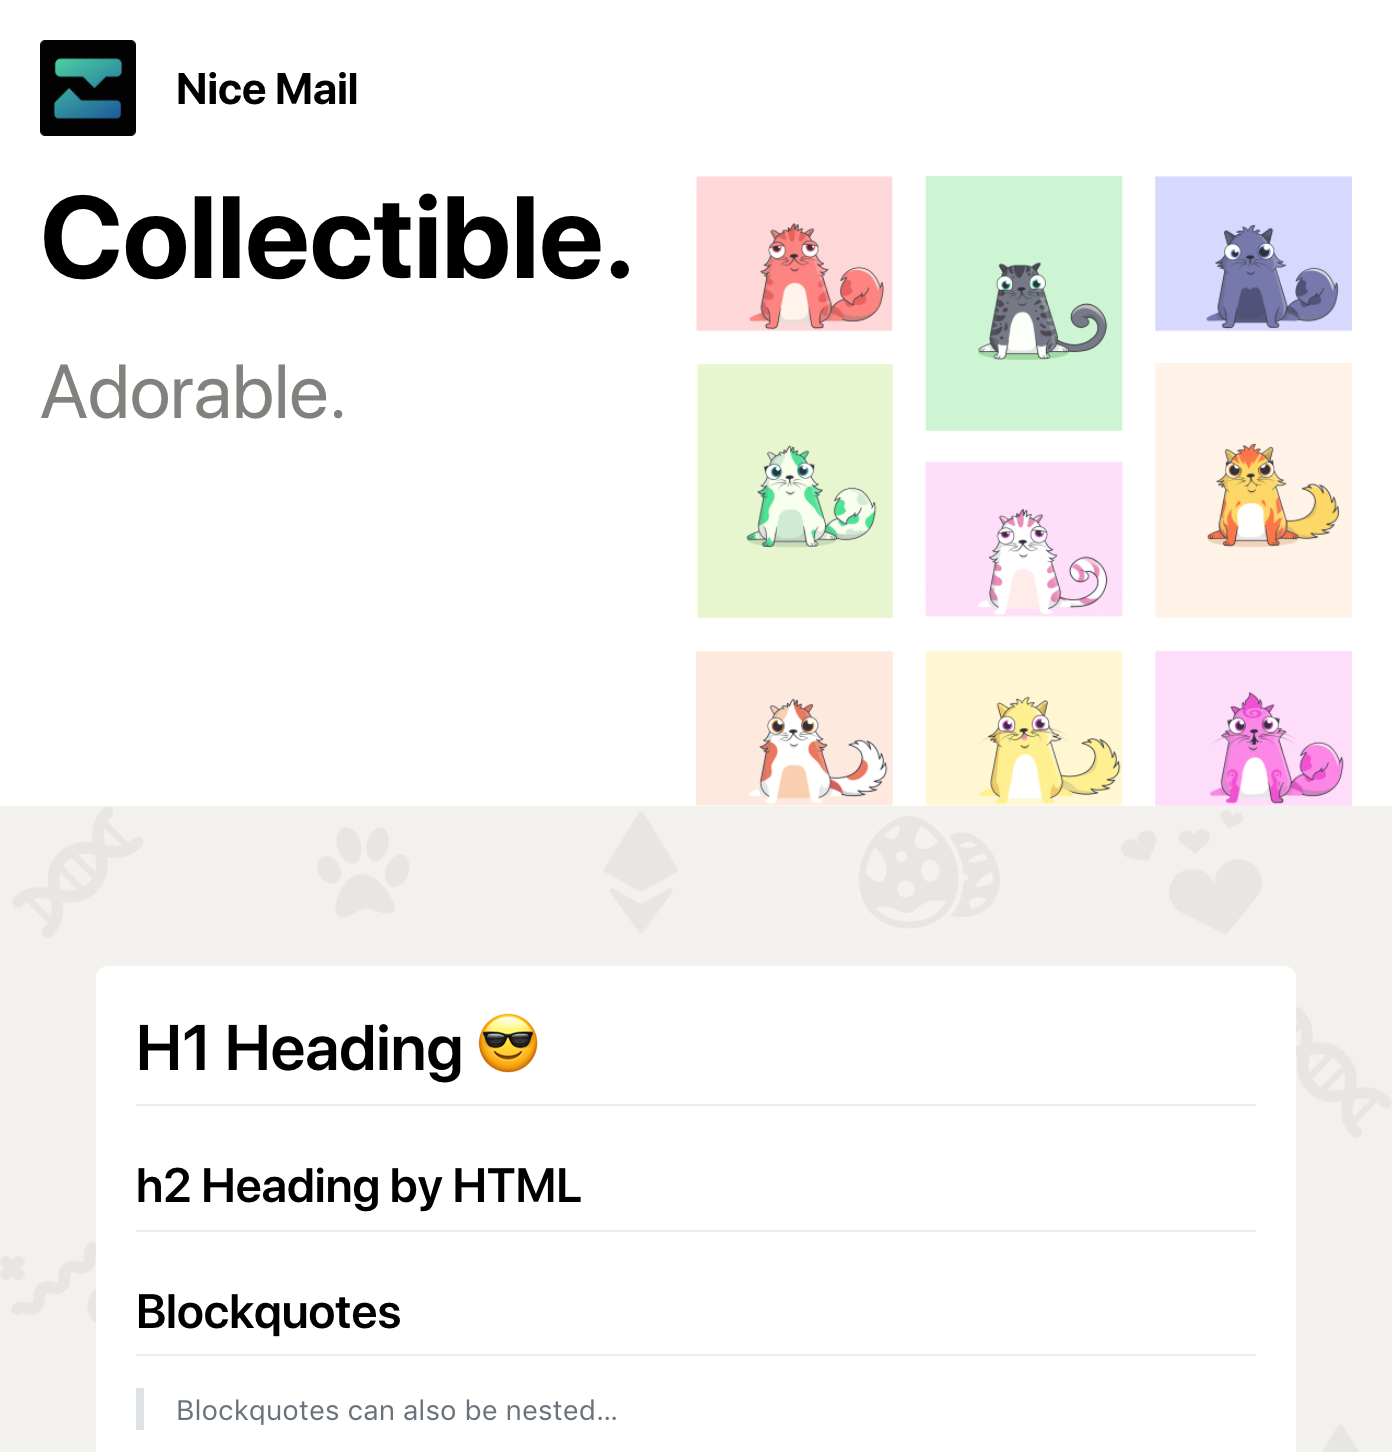 Nice Mail
Collectible.
Adorable.
H1 Heading 😎
h2 Heading by HTML
Blockquotes
Blockquotes can also be nested...